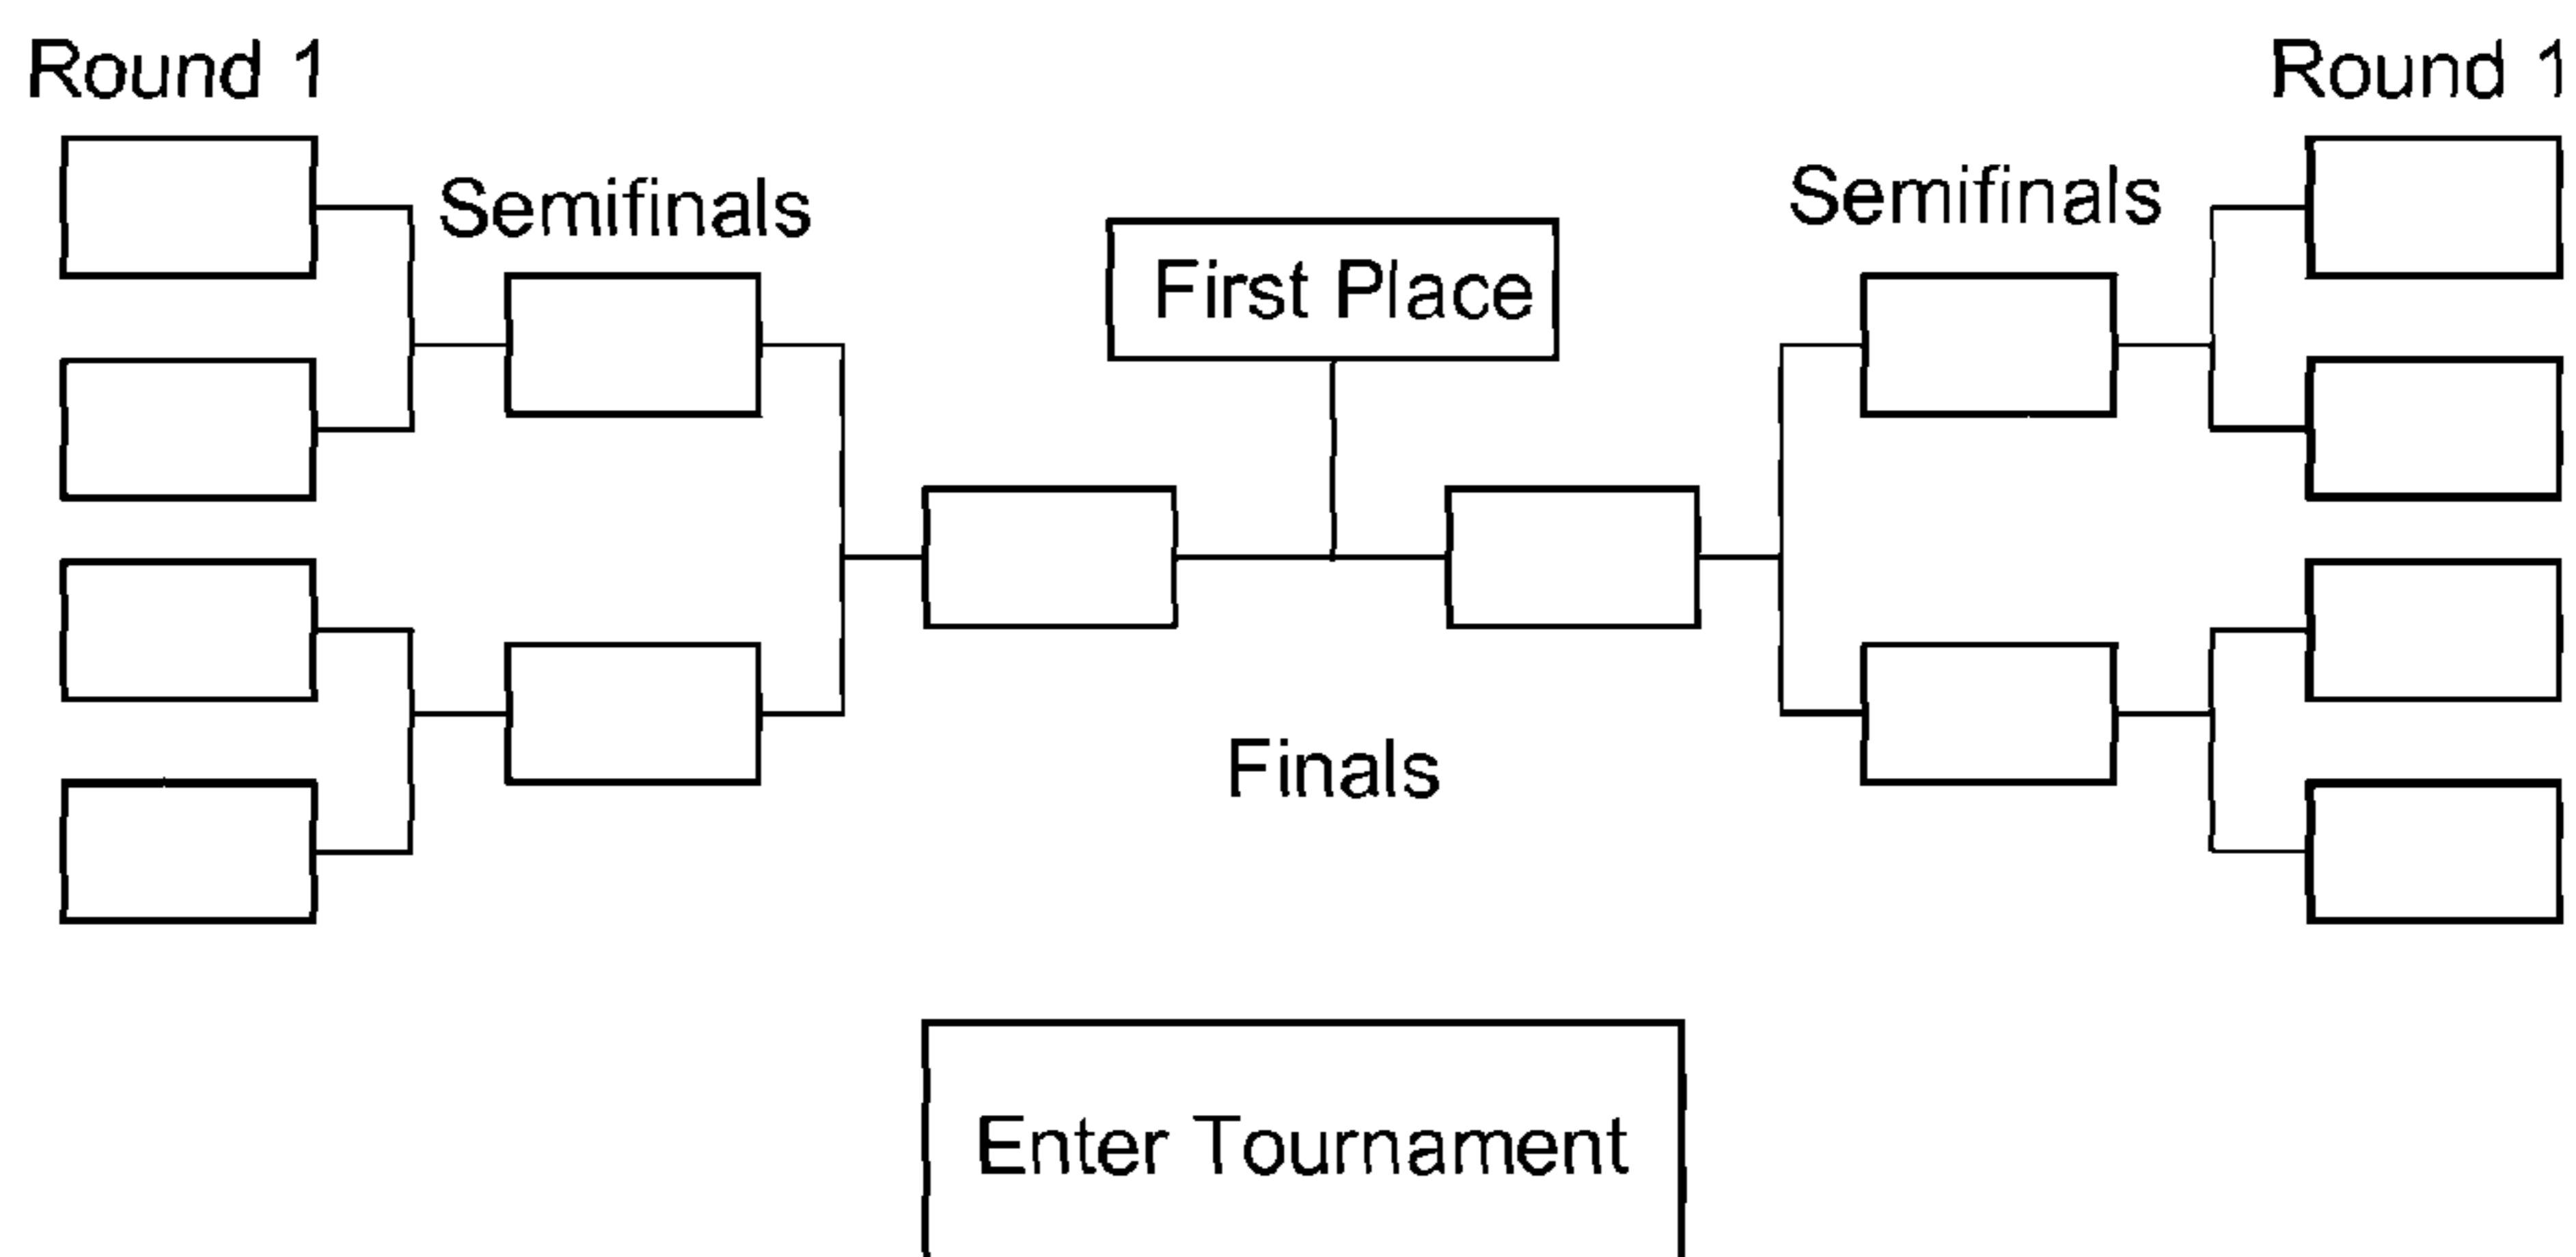 Round 1
Round 1
Semifinals
Semifinals
First Place
Finals
Enter Tournament